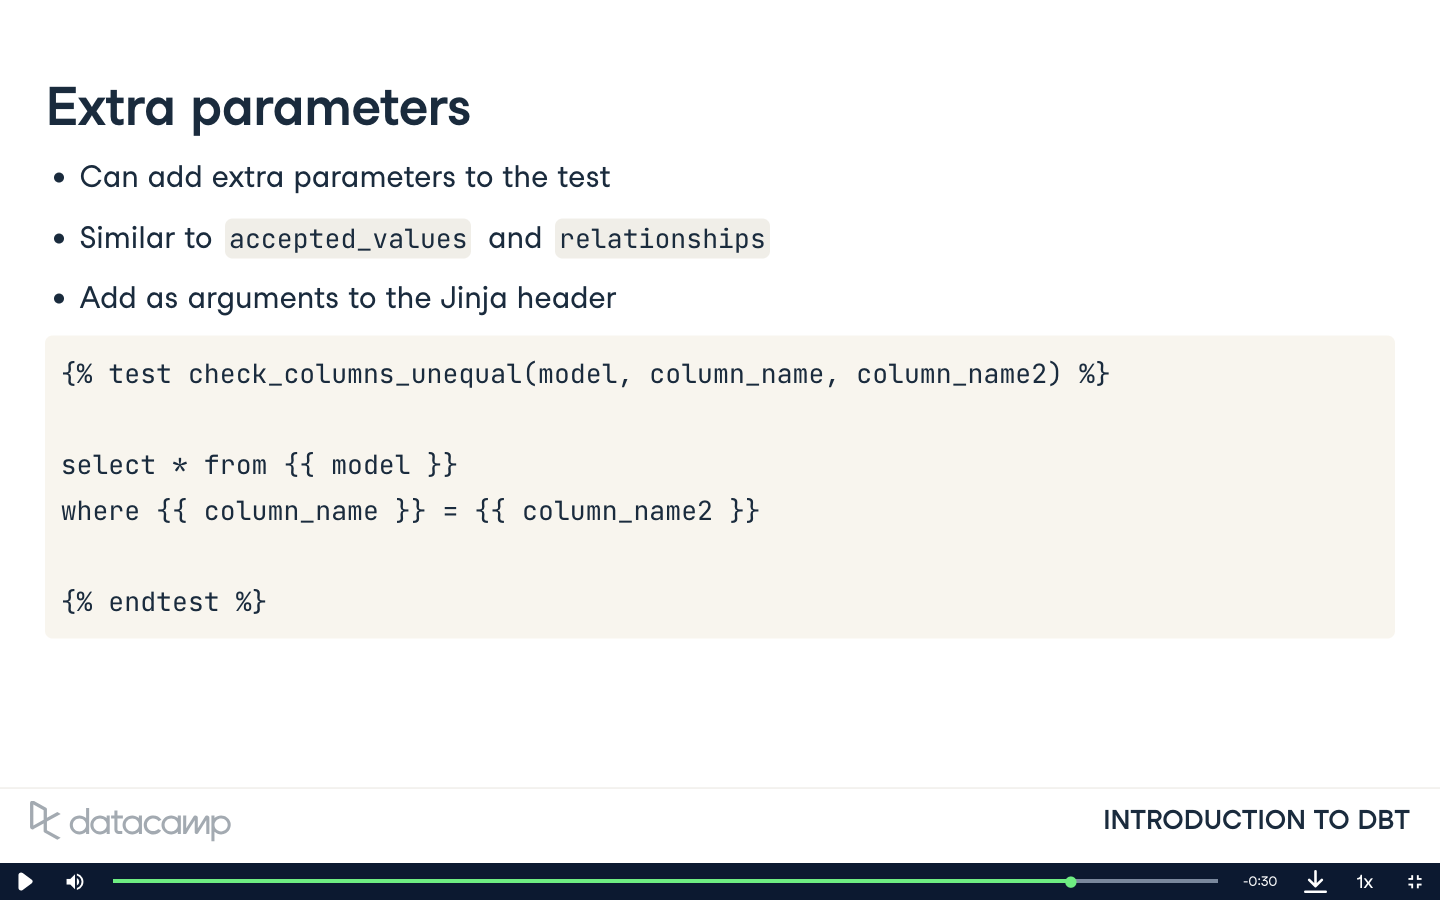 Extra parameters
• Can add extra parameters to the test
• Similar to accepted_values and relationships
• Add as arguments to the Jinja header
{% test check_columns_unequal(model, column_name, column_name2) %}
select * from {{ model }}
where {{ column_name }} = {{ column_name2 }}
{% endtest %}
datacamp
INTRODUCTION TO DBT
-0:30
1x